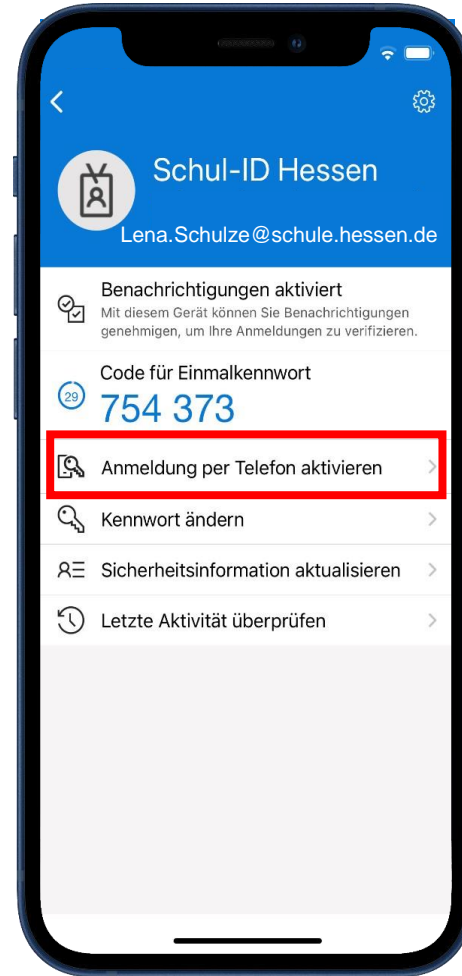 Schul-ID Hessen
Lena.Schulze@schule.hessen.de
Benachrichtigungen aktiviert
Mit diesem Gerät können Sie Benachrichtigungen
genehmigen, um Ihre Anmeldungen zu verifizieren.
Code für Einmalkennwort
29
754 373
Anmeldung per Telefon aktivieren
Kennwort ändern
Sicherheitsinformation aktualisieren
Letzte Aktivität überprüfen